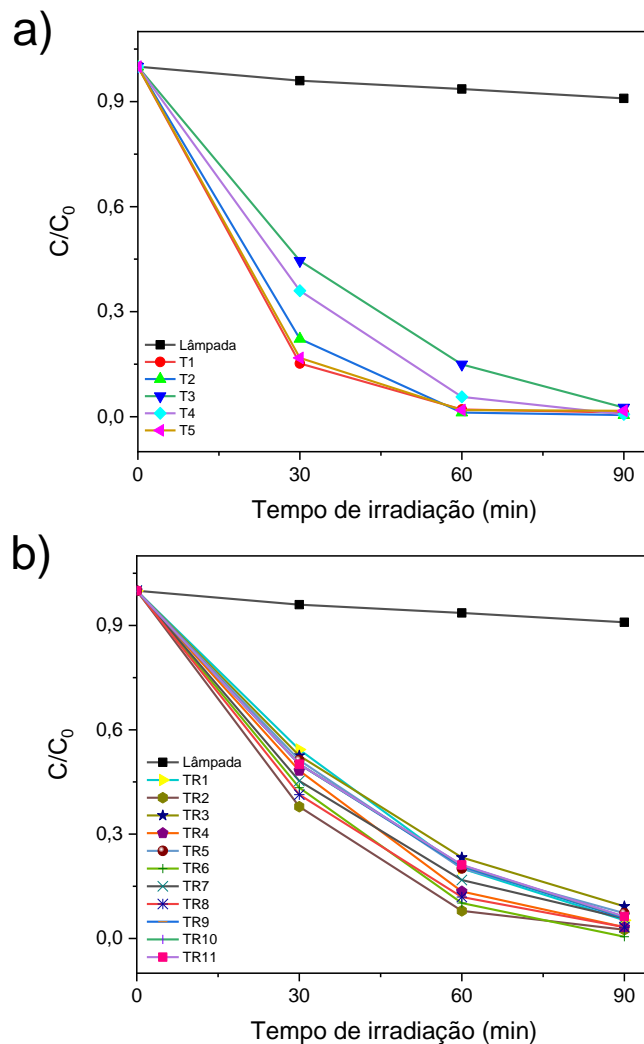 a)
0,9
0,6
0,3
0,0
C/C₀
Lâmpada
T1
T2
T3
T4
T5
0 30 60 90
Tempo de irradiação (min)
b)
0,9
0,6
0,3
0,0
C/C₀
Lâmpada
TR1
TR2
TR3
TR4
TR5
TR6
TR7
TR8
TR9
TR10
TR11
0 30 60 90
Tempo de irradiação (min)